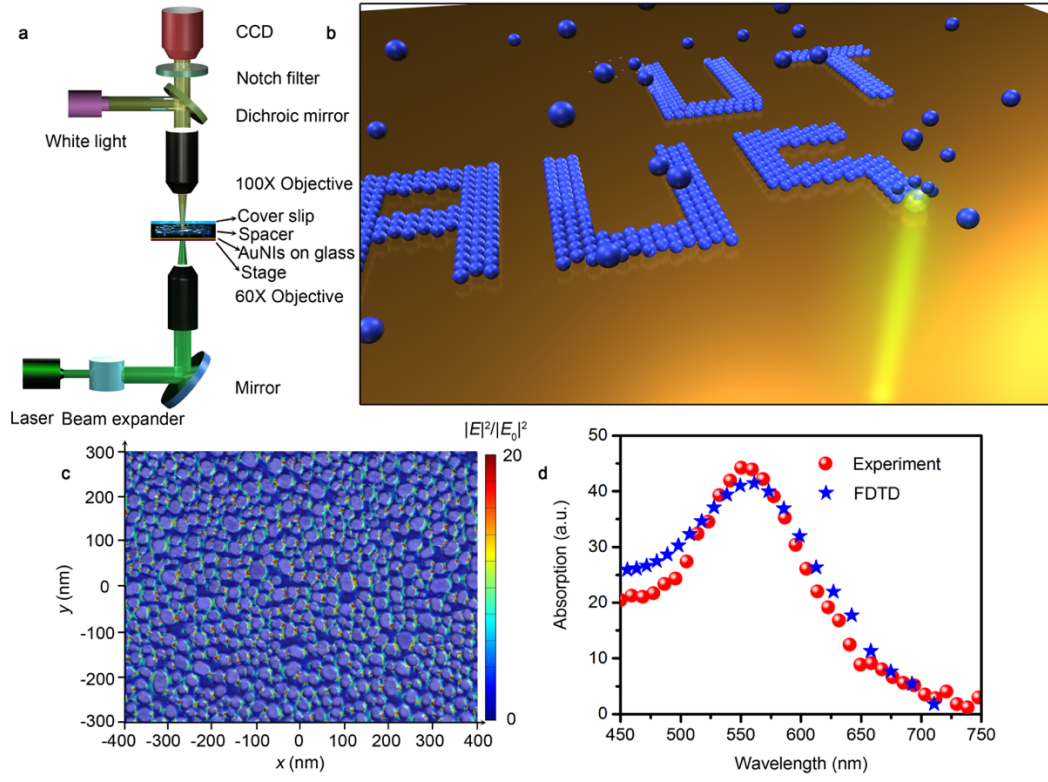 a
CCD
Notch filter
Dichroic mirror
White light
100X Objective
Cover slip
Spacer
AuNIs on glass
Stage
60X Objective
Mirror
Laser Beam expander
b
U T
A U S
c
|E|²/|E₀|²
20
0
300
200
100
0
-100
-200
-300
y (nm)
-400 -300 -200 -100 0 100 200 300 400
x (nm)
d
50
40
30
20
10
0
Absorption (a.u.)
Experiment
FDTD
450 500 550 600 650 700 750
Wavelength (nm)